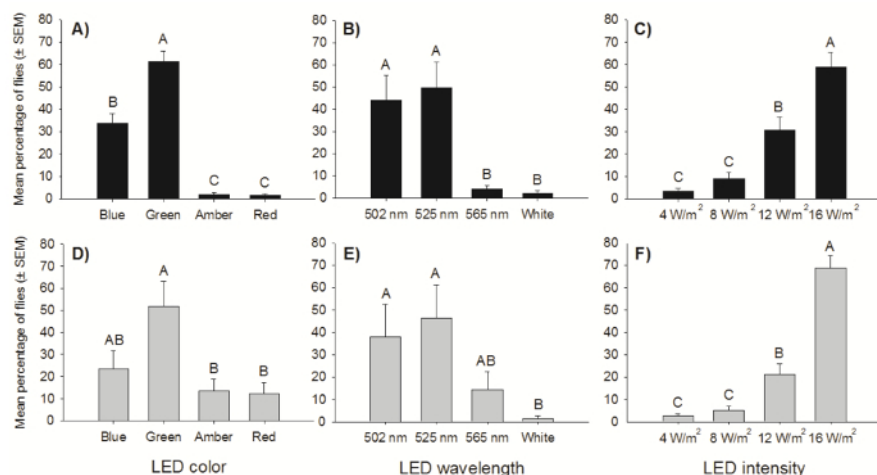 A)
Mean percentage of flies (± SEM)
80
70
60
50
40
30
20
10
0
B
A
C
C
Blue Green Amber Red
B)
80
70
60
50
40
30
20
10
0
A
A
B
B
502 nm 525 nm 565 nm White
C)
80
70
60
50
40
30
20
10
0
C
C
B
A
4 W/m² 8 W/m² 12 W/m² 16 W/m²
D)
Mean percentage of flies (± SEM)
80
70
60
50
40
30
20
10
0
AB
A
B
B
Blue Green Amber Red
LED color
E)
80
70
60
50
40
30
20
10
0
A
A
AB
B
502 nm 525 nm 565 nm White
LED wavelength
F)
80
70
60
50
40
30
20
10
0
C
C
B
A
4 W/m² 8 W/m² 12 W/m² 16 W/m²
LED intensity